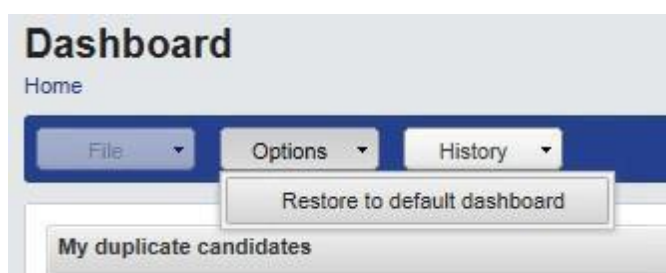 Dashboard
Home
File Options History
Restore to default dashboard
My duplicate candidates